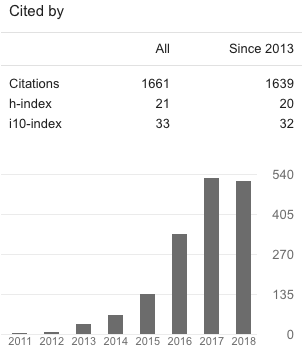 Cited by
All Since 2013
Citations 1661 1639
h-index 21 20
i10-index 33 32
540
405
270
135
0
2011 2012 2013 2014 2015 2016 2017 2018